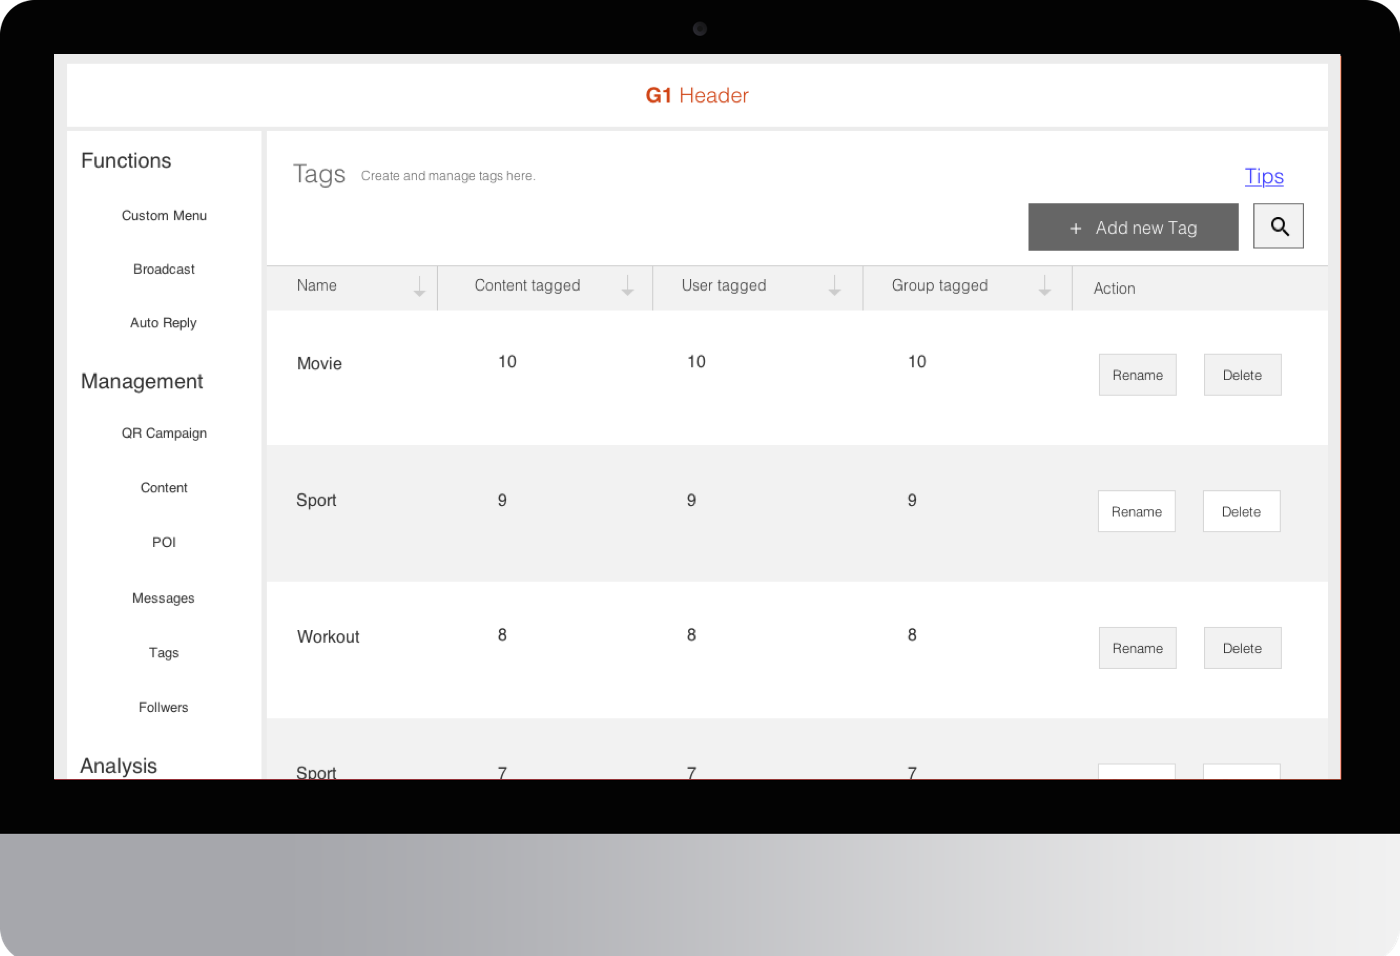 G1 Header
Functions
Custom Menu
Broadcast
Auto Reply
Management
QR Campaign
Content
POI
Messages
Tags
Follwers
Analysis
Tags Create and manage tags here.
Tips
+ Add new Tag
Name Content tagged User tagged Group tagged Action
Movie 10 10 10 Rename Delete
Sport 9 9 9 Rename Delete
Workout 8 8 8 Rename Delete
Sport 7 7 7